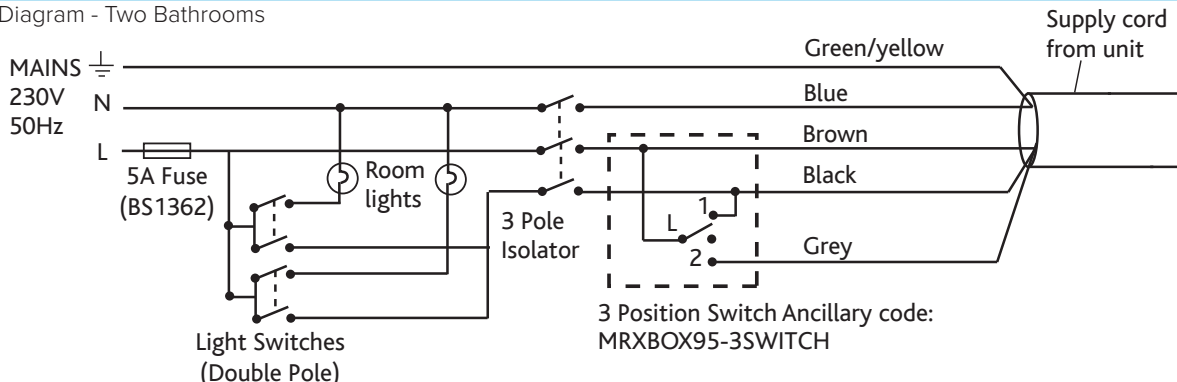 Diagram - Two Bathrooms
Supply cord
from unit
MAINS
230V
50Hz
N
L
Green/yellow
Blue
Brown
Black
Grey
5A Fuse
(BS1362)
Room
lights
3 Pole
Isolator
L
1
2
3 Position Switch Ancillary code:
MRXBOX95-3SWITCH
Light Switches
(Double Pole)